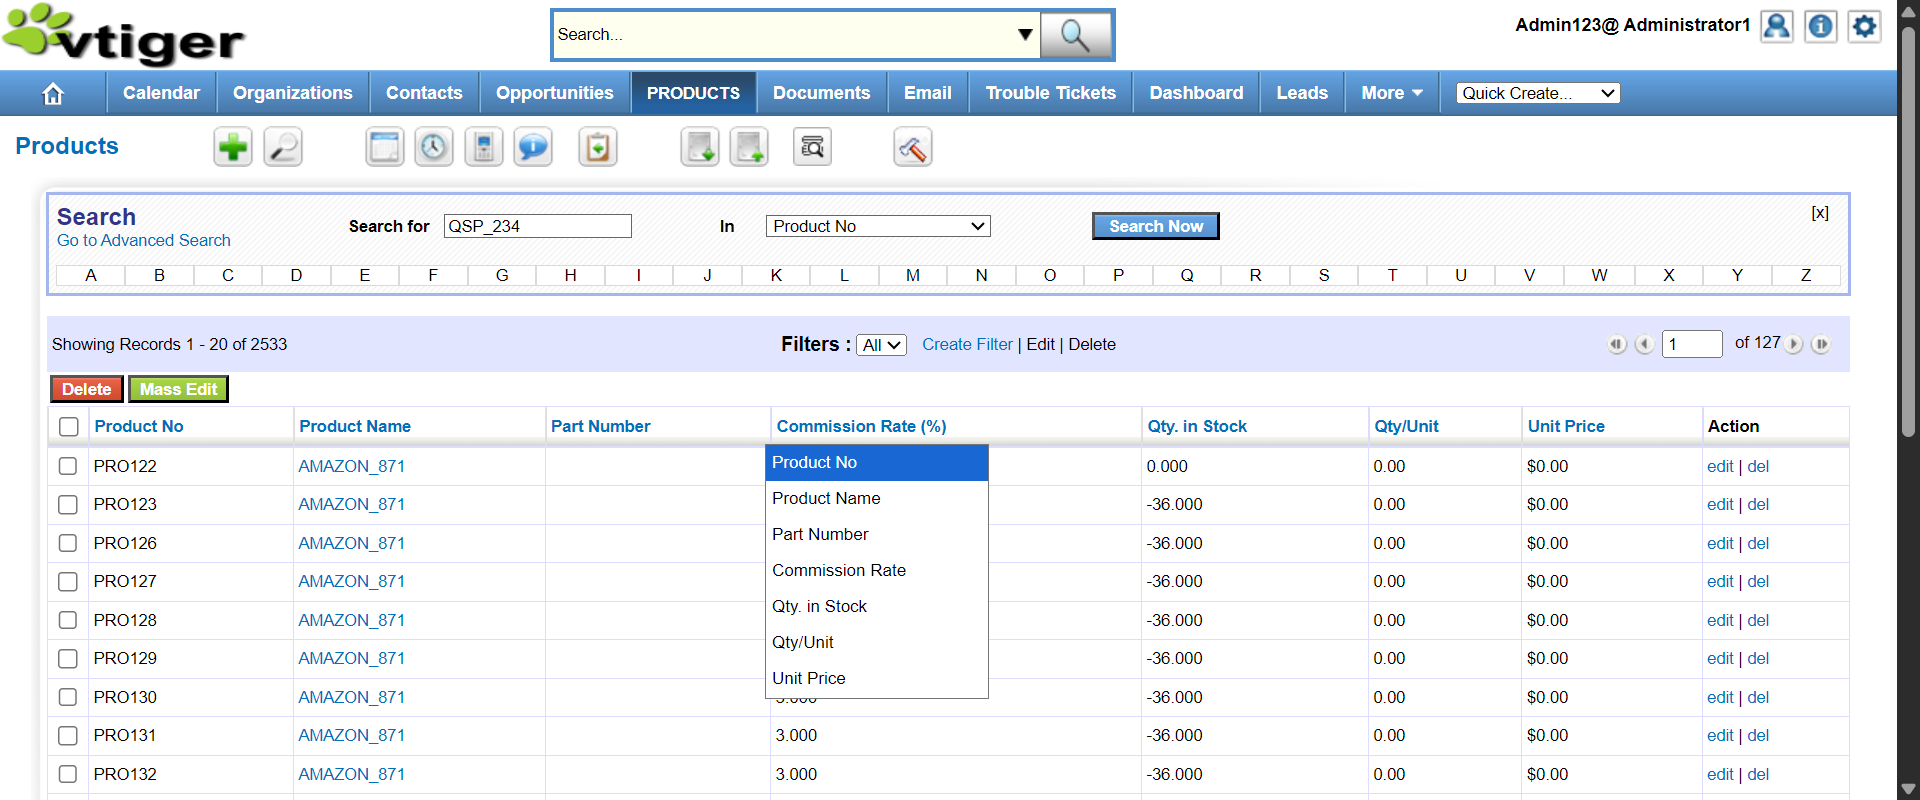 vtiger
Search...
Admin123@ Administrator1
Calendar Organizations Contacts Opportunities PRODUCTS Documents Email Trouble Tickets Dashboard Leads More Quick Create...
Products
Search
Go to Advanced Search
Search for QSP_234 In Product No Search Now [x]
A B C D E F G H I J K L M N O P Q R S T U V W X Y Z
Showing Records 1 - 20 of 2533 Filters : All Create Filter | Edit | Delete 1 of 127
Delete Mass Edit
Product No Product Name Part Number Commission Rate (%) Qty. in Stock Qty/Unit Unit Price Action
PRO122 AMAZON_871 0.000 0.00 $0.00 edit | del
PRO123 AMAZON_871 -36.000 0.00 $0.00 edit | del
PRO126 AMAZON_871 -36.000 0.00 $0.00 edit | del
PRO127 AMAZON_871 -36.000 0.00 $0.00 edit | del
PRO128 AMAZON_871 -36.000 0.00 $0.00 edit | del
PRO129 AMAZON_871 -36.000 0.00 $0.00 edit | del
PRO130 AMAZON_871 -36.000 0.00 $0.00 edit | del
PRO131 AMAZON_871 3.000 -36.000 0.00 $0.00 edit | del
PRO132 AMAZON_871 3.000 -36.000 0.00 $0.00 edit | del
Product No
Product Name
Part Number
Commission Rate
Qty. in Stock
Qty/Unit
Unit Price